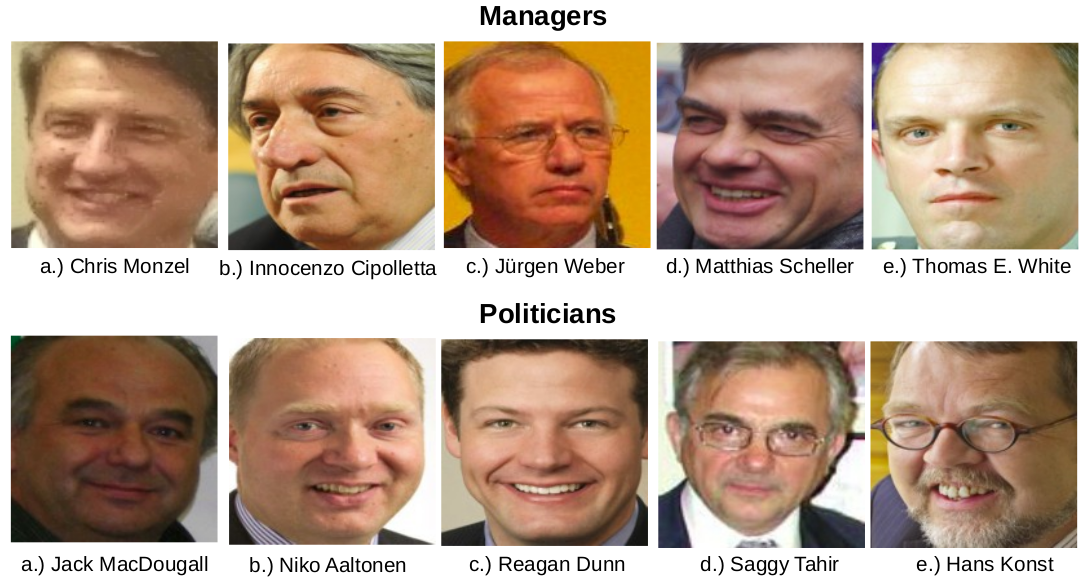 Managers
a.) Chris Monzel b.) Innocenzo Cipolletta c.) Jürgen Weber d.) Matthias Scheller e.) Thomas E. White
Politicians
a.) Jack MacDougall b.) Niko Aaltonen c.) Reagan Dunn d.) Saggy Tahir e.) Hans Konst